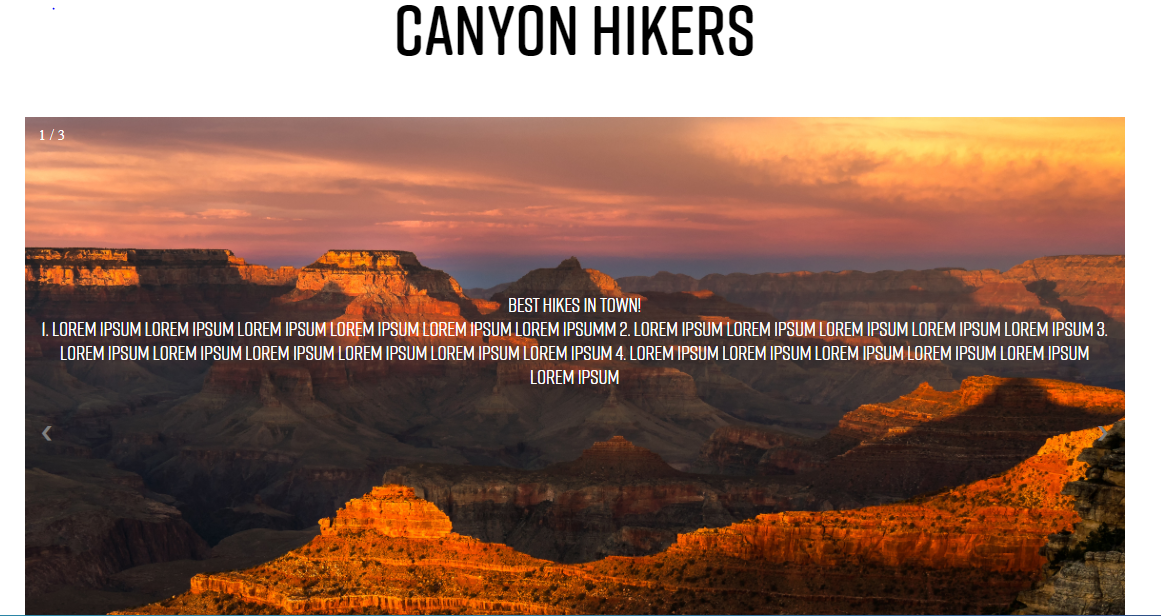 CANYON HIKERS
1 / 3
BEST HIKES IN TOWN!
1. LOREM IPSUM LOREM IPSUM LOREM IPSUM LOREM IPSUM LOREM IPSUM LOREM IPSUMM 2. LOREM IPSUM LOREM IPSUM LOREM IPSUM LOREM IPSUM LOREM IPSUM 3.
LOREM IPSUM LOREM IPSUM LOREM IPSUM LOREM IPSUM LOREM IPSUM LOREM IPSUM 4. LOREM IPSUM LOREM IPSUM LOREM IPSUM LOREM IPSUM LOREM IPSUM
LOREM IPSUM